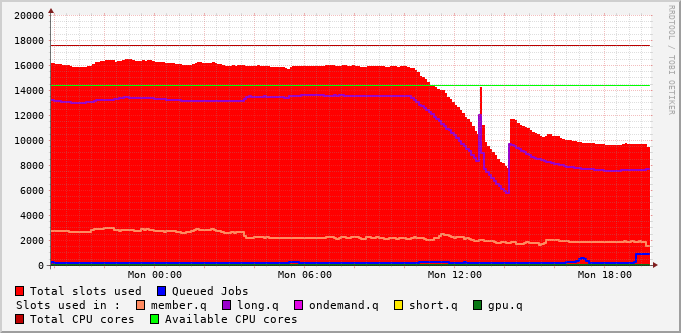 20000
18000
16000
14000
12000
10000
8000
6000
4000
2000
0
Mon 00:00 Mon 06:00 Mon 12:00 Mon 18:00
RRDTOOL / TOBI OETIKER
Total slots used Queued Jobs
Slots used in : member.q long.q ondemand.q short.q gpu.q
Total CPU cores Available CPU cores